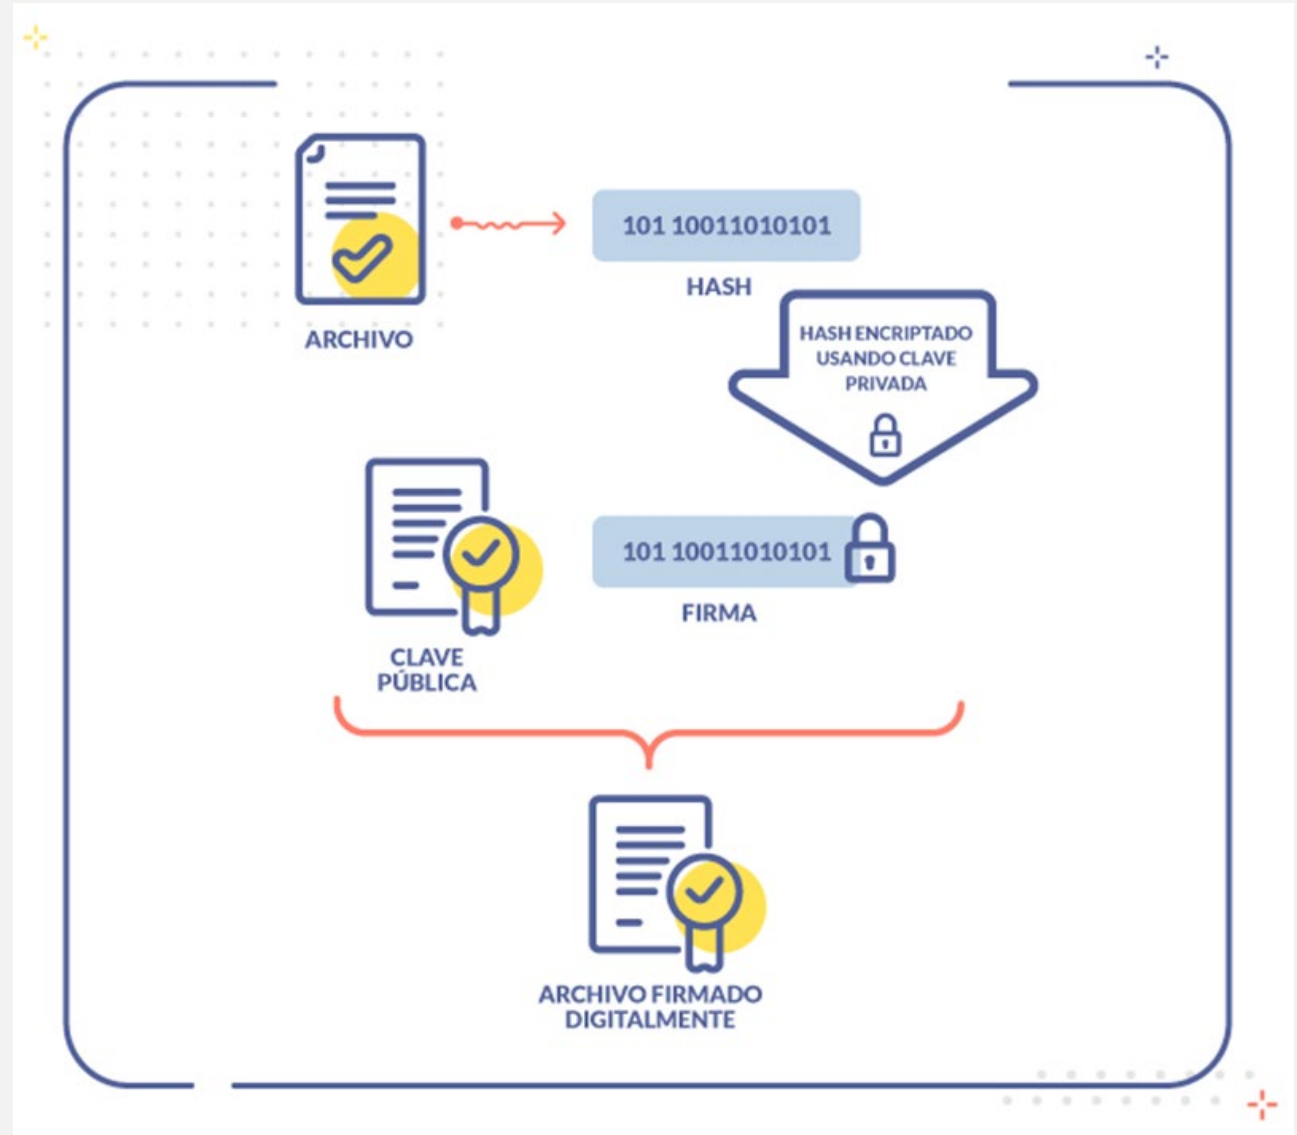 101 10011010101
HASH
ARCHIVO
HASH ENCRIPTADO
USANDO CLAVE
PRIVADA
101 10011010101
FIRMA
CLAVE
PÚBLICA
ARCHIVO FIRMADO
DIGITALMENTE